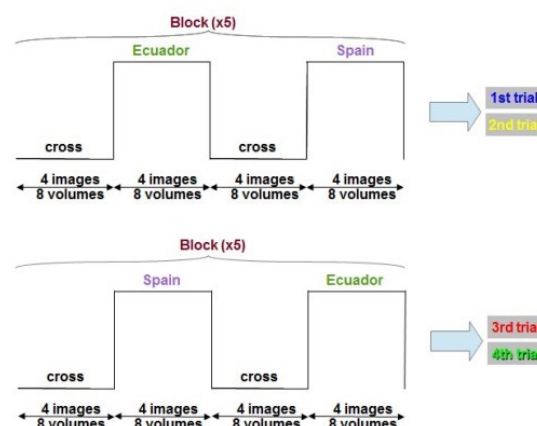 Block (x5)
Ecuador Spain
1st trial
2nd trial
cross cross
4 images 4 images 4 images 4 images
8 volumes 8 volumes 8 volumes 8 volumes
Block (x5)
Spain Ecuador
3rd trial
4th trial
cross cross
4 images 4 images 4 images 4 images
8 volumes 8 volumes 8 volumes 8 volumes